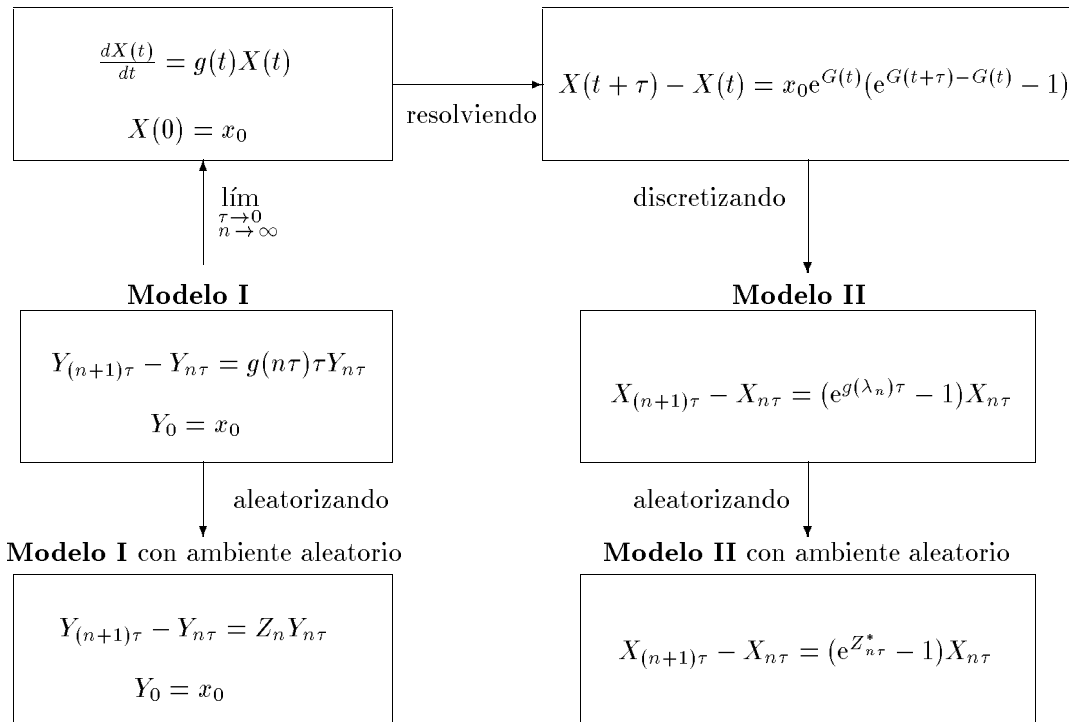 dX(t)/dt = g(t)X(t)
X(0) = x₀
resolviendo
X(t + τ) − X(t) = x₀e^{G(t)}(e^{G(t+τ)−G(t)} − 1)
lím
τ→0
n→∞
discretizando
Modelo I
Y_{(n+1)τ} − Y_{nτ} = g(nτ)τY_{nτ}
Y₀ = x₀
Modelo II
X_{(n+1)τ} − X_{nτ} = (e^{g(λ_n)τ} − 1)X_{nτ}
aleatorizando
aleatorizando
Modelo I con ambiente aleatorio
Y_{(n+1)τ} − Y_{nτ} = Z_nY_{nτ}
Y₀ = x₀
Modelo II con ambiente aleatorio
X_{(n+1)τ} − X_{nτ} = (e^{Z*_{nτ}} − 1)X_{nτ}